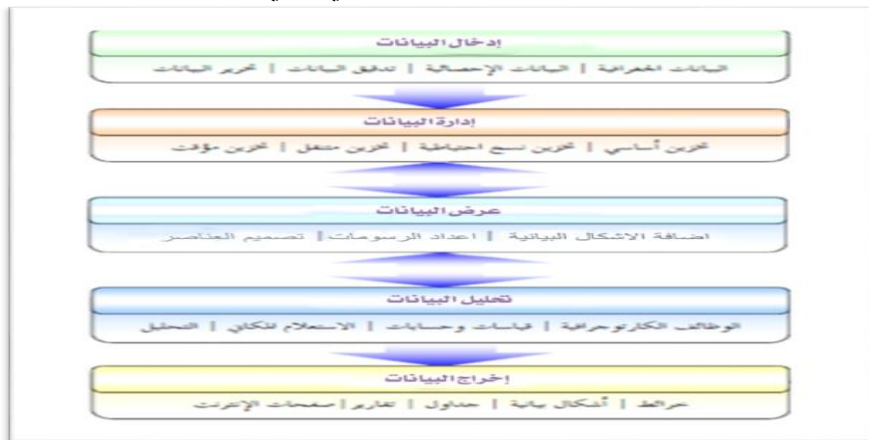 إدخال البيانات
البيانات الجغرافية | البيانات الإحصائية | تدقيق البيانات | تحرير البيانات
إدارة البيانات
تخزين أساسي | تخزين نسخ احتياطية | تخزين متنقل | تخزين مؤقت
عرض البيانات
اضافة الاشكال البيانية | اعداد الرسومات | تصميم العناصر
تحليل البيانات
الوظائف الكارتوجرافية | قياسات وحسابات | الاستعلام المكاني | التحليل
إخراج البيانات
خرائط | أشكال بيانية | جداول | تقارير | صفحات الإنترنت